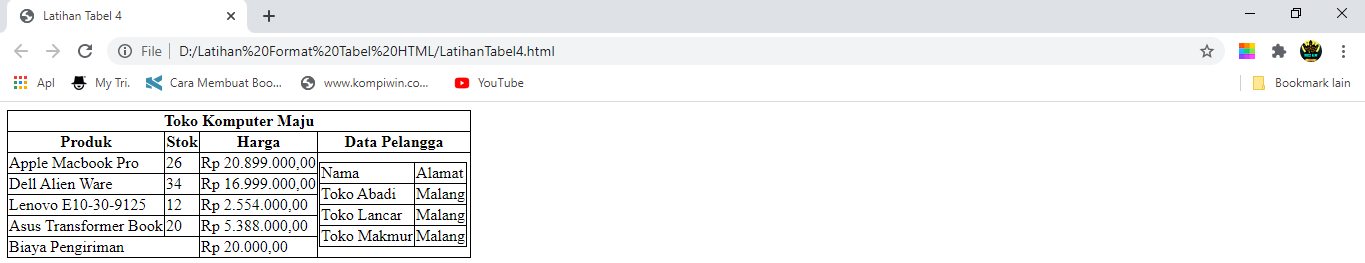 Latihan Tabel 4
File | D:/Latihan%20Format%20Tabel%20HTML/LatihanTabel4.html
Apl My Tri. Cara Membuat Boo... www.kompiwin.co... YouTube Bookmark lain
Toko Komputer Maju
Produk Stok Harga Data Pelangga
Apple Macbook Pro 26 Rp 20.899.000,00
Dell Alien Ware 34 Rp 16.999.000,00
Lenovo E10-30-9125 12 Rp 2.554.000,00
Asus Transformer Book 20 Rp 5.388.000,00
Biaya Pengiriman Rp 20.000,00
Nama Alamat
Toko Abadi Malang
Toko Lancar Malang
Toko Makmur Malang